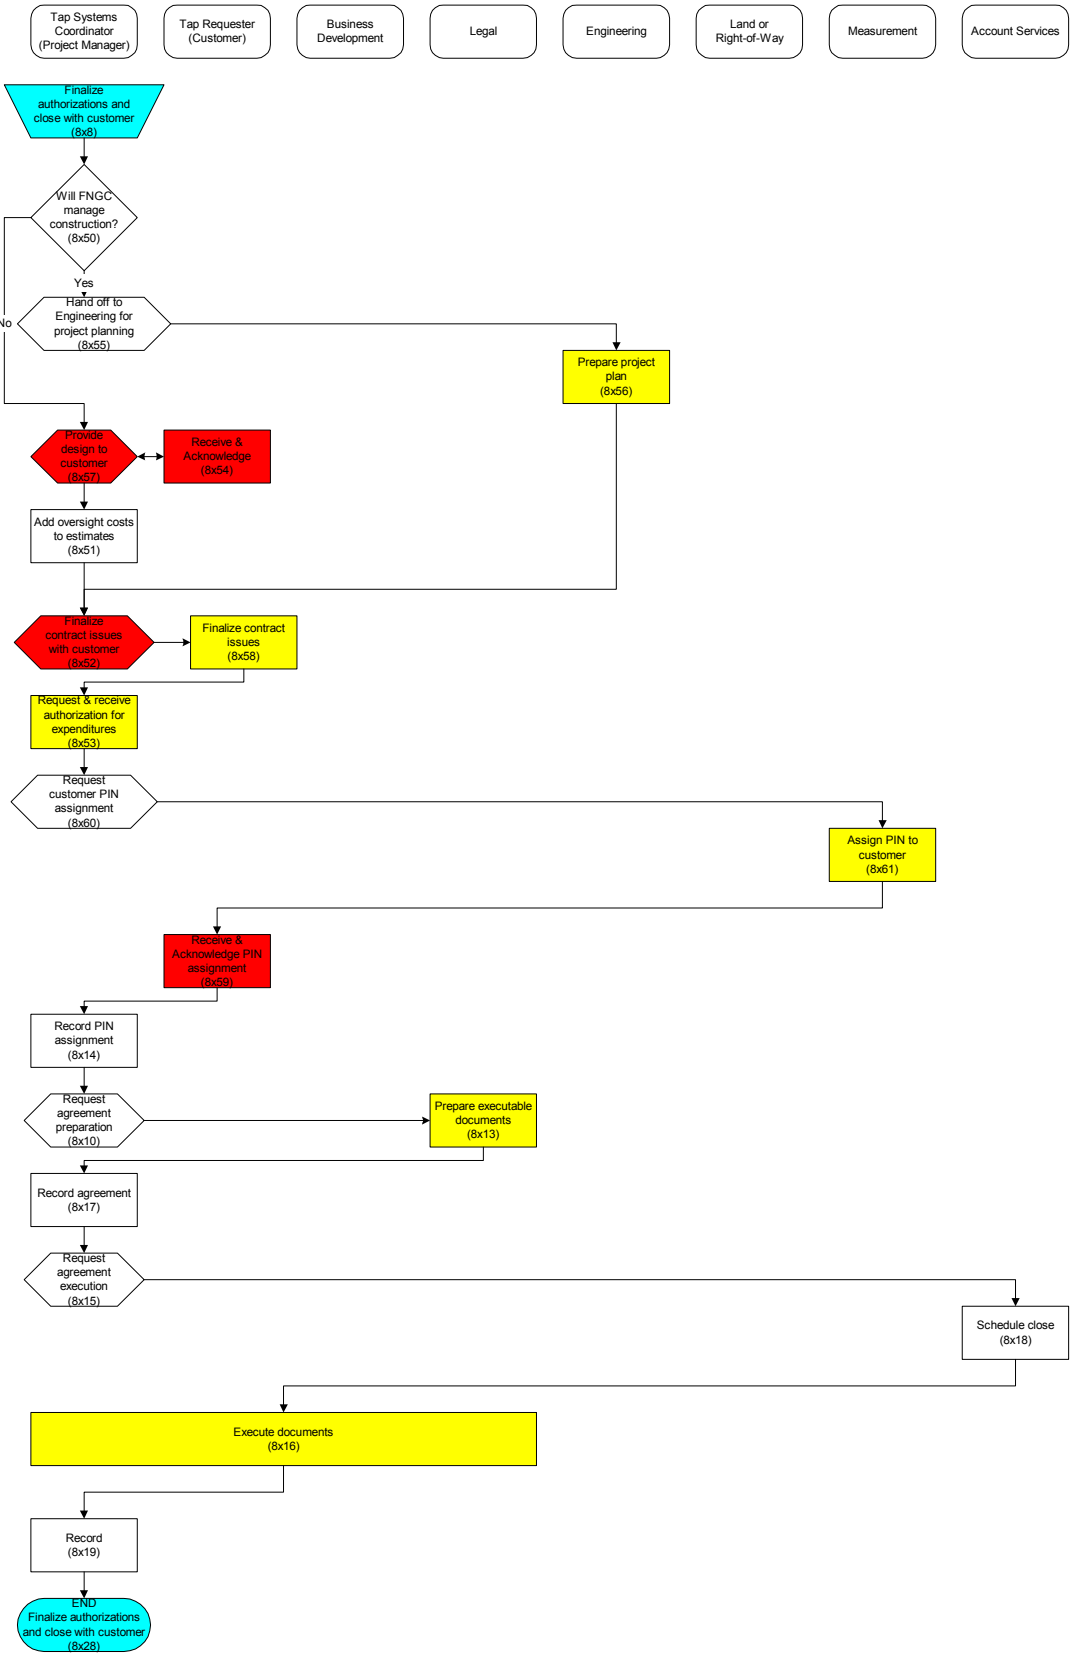 Tap Systems
Coordinator
(Project Manager)
Tap Requester
(Customer)
Business
Development
Legal
Engineering
Land or
Right-of-Way
Measurement
Account Services
Finalize
authorizations and
close with customer
(8x8)
Will FNGC
manage
construction?
(8x50)
Yes
No
Hand off to
Engineering for
project planning
(8x55)
Prepare project
plan
(8x56)
Provide
design to
customer
(8x57)
Receive &
Acknowledge
(8x54)
Add oversight costs
to estimates
(8x51)
Finalize
contract issues
with customer
(8x52)
Finalize contract
issues
(8x58)
Request & receive
authorization for
expenditures
(8x53)
Request
customer PIN
assignment
(8x60)
Assign PIN to
customer
(8x61)
Receive &
Acknowledge PIN
assignment
(8x59)
Record PIN
assignment
(8x14)
Request
agreement
preparation
(8x10)
Prepare executable
documents
(8x13)
Record agreement
(8x17)
Request
agreement
execution
(8x15)
Schedule close
(8x18)
Execute documents
(8x16)
Record
(8x19)
END
Finalize authorizations
and close with customer
(8x28)